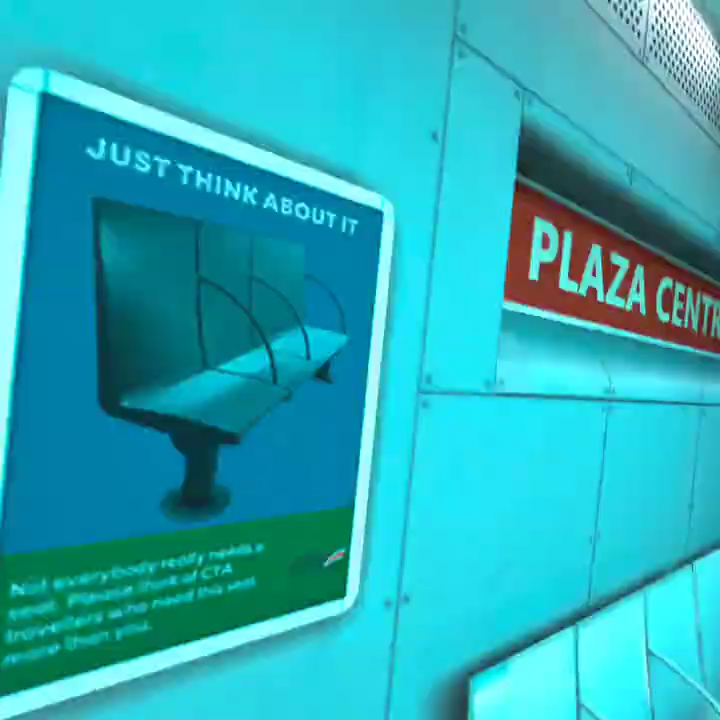 JUST THINK ABOUT IT
Not everybody really needs a
seat. Please think of CTA
travellers who need this seat
more than you.
PLAZA CENTR